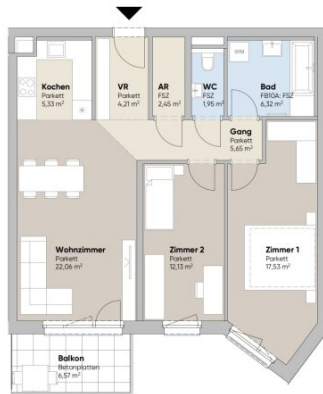 Kochen
Parkett
5,33 m²
VR
Parkett
4,21 m²
AR
FSZ
2,45 m²
WC
FSZ
1,95 m²
WM
Bad
FB10A: FSZ
6,32 m²
Gang
Parkett
5,65 m²
Wohnzimmer
Parkett
22,06 m²
Zimmer 2
Parkett
12,13 m²
Zimmer 1
Parkett
17,53 m²
Balkon
Betonplatten
6,57 m²